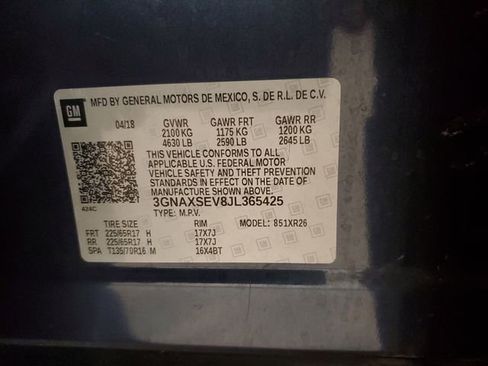 GM
MFD BY GENERAL MOTORS DE MEXICO, S. DE R.L. DE C.V.
04/18 GVWR GAWR FRT GAWR RR
2100 KG 1175 KG 1200 KG
4630 LB 2590 LB 2645 LB
THIS VEHICLE CONFORMS TO ALL
APPLICABLE U.S. FEDERAL MOTOR
VEHICLE SAFETY AND THEFT PREVENTION
STANDARDS IN EFFECT ON THE DATE OF
MANUFACTURE SHOWN ABOVE.
3GNAXSEV8JL365425
424C TYPE: M.P.V.
TIRE SIZE RIM MODEL: 851XR26
FRT 225/65R17 H 17X7J
RR 225/65R17 H 17X7J
SPA T135/70R16 M 16X4BT